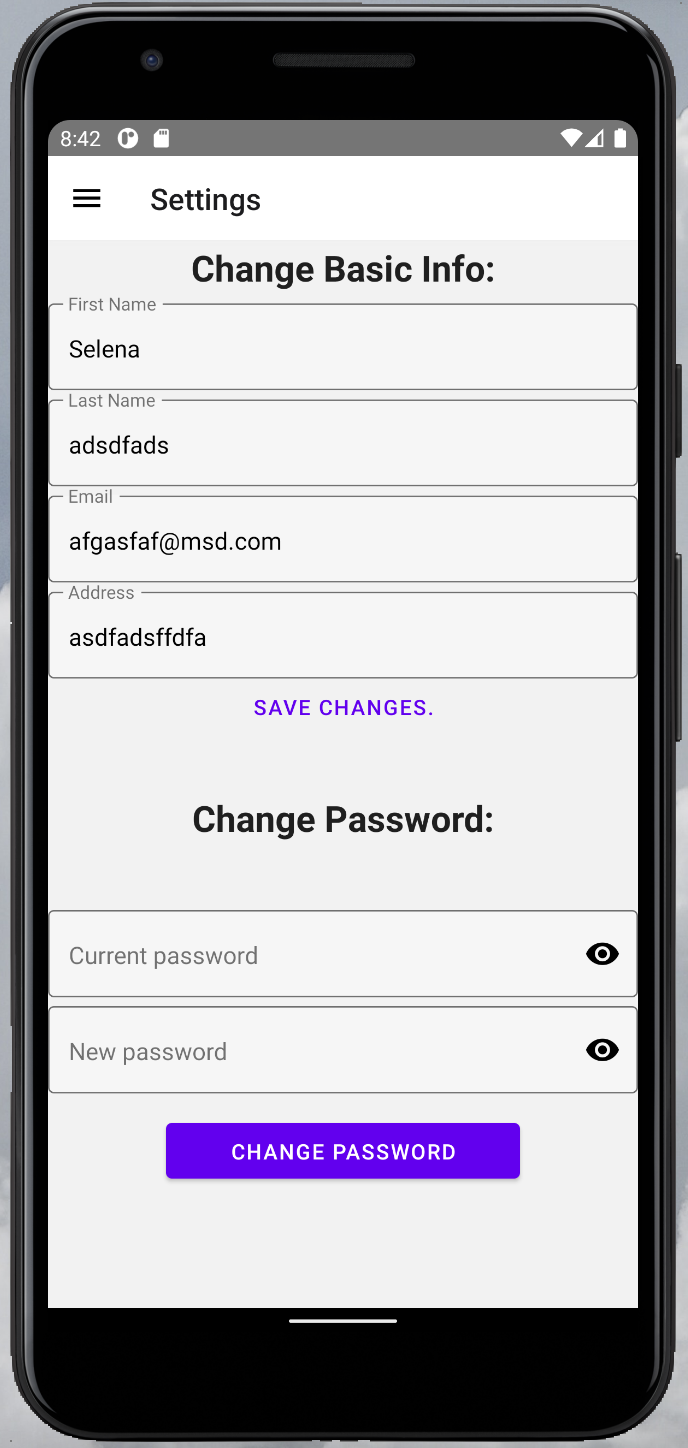 8:42
Settings
Change Basic Info:
First Name
Selena
Last Name
adsdfads
Email
afgasfaf@msd.com
Address
asdfadsffdfa
SAVE CHANGES.
Change Password:
Current password
New password
CHANGE PASSWORD